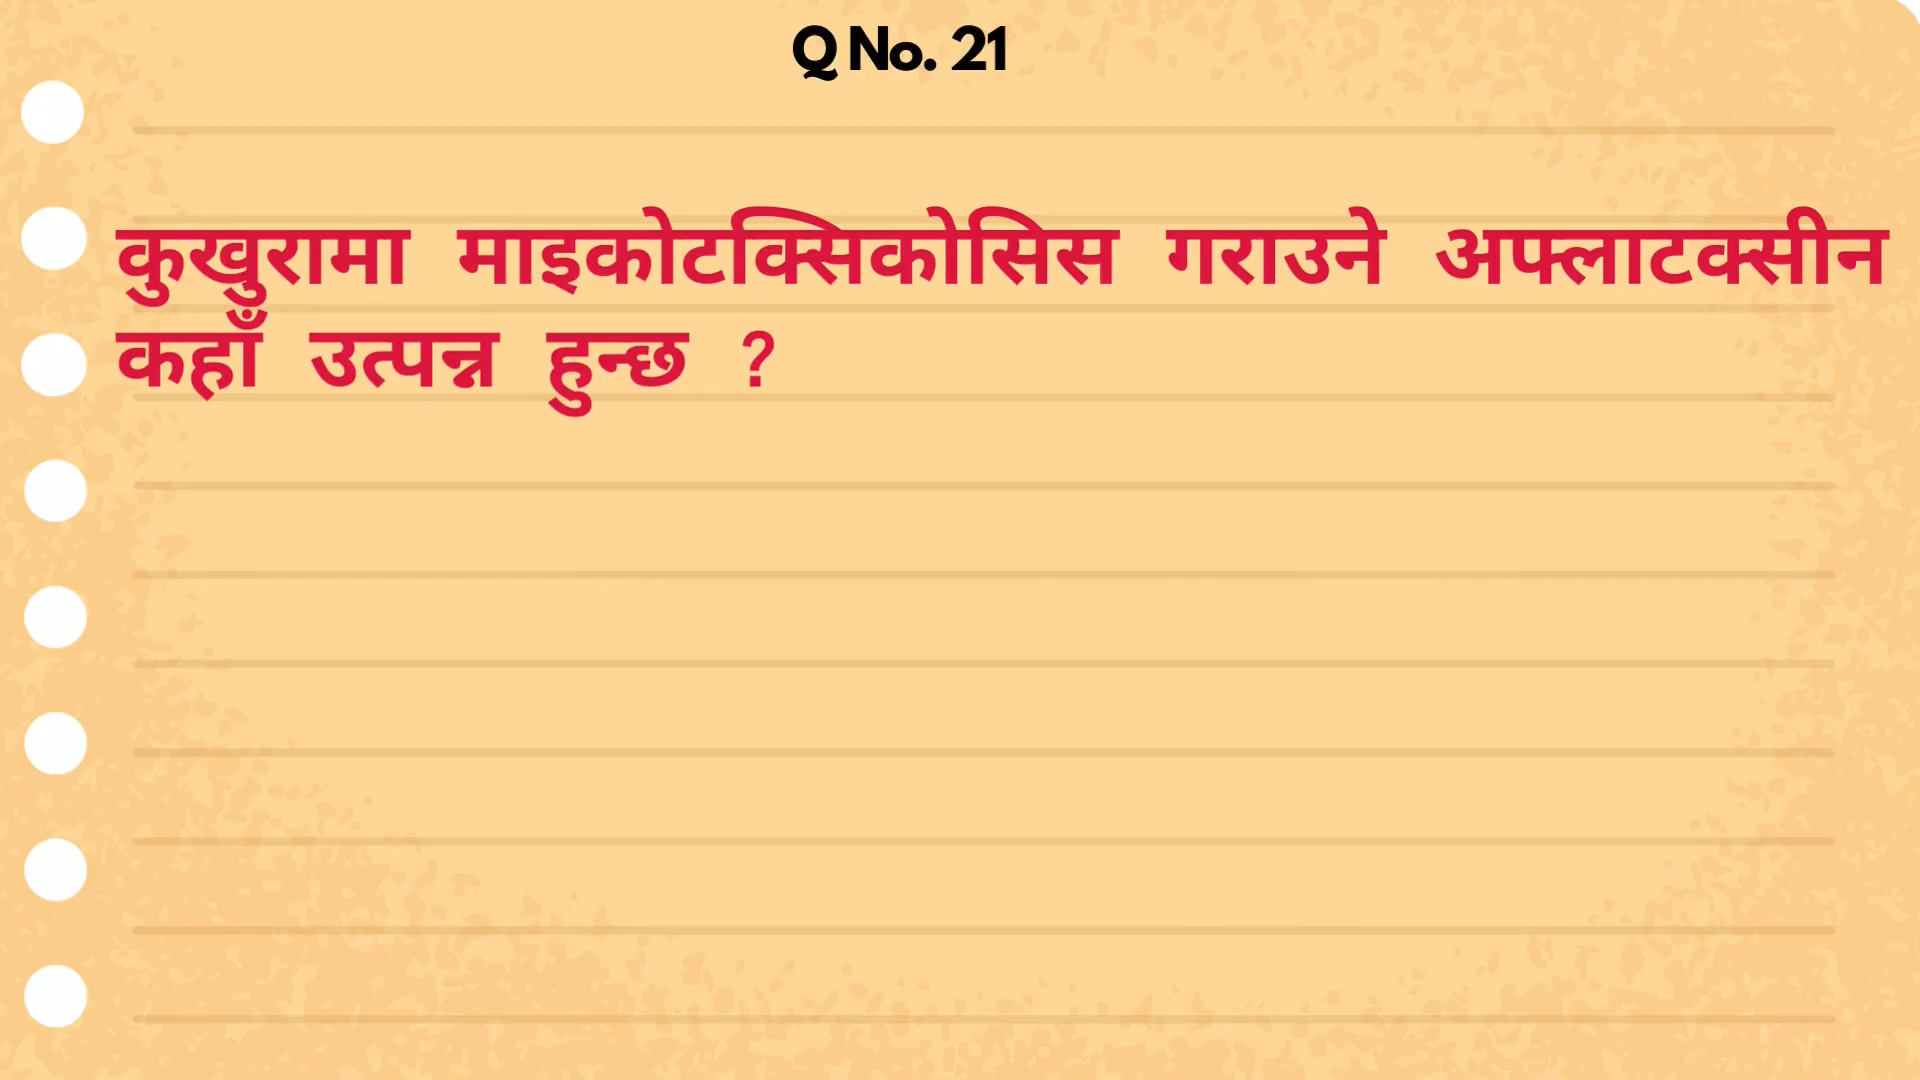 Q No. 21
कुखुरामा माइकोटक्सिकोसिस गराउने अफ्लाटक्सीन
कहाँ उत्पन्न हुन्छ ?